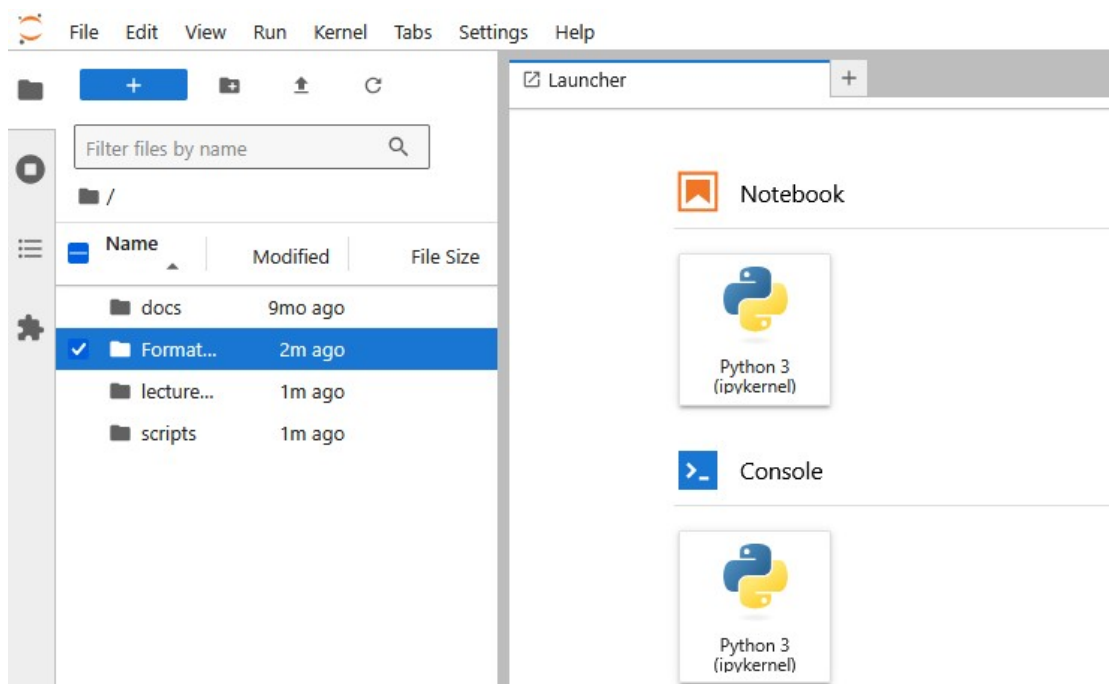 File Edit View Run Kernel Tabs Settings Help
+
Launcher +
Filter files by name
/
Name Modified File Size
docs 9mo ago
Format... 2m ago
lecture... 1m ago
scripts 1m ago
Notebook
Python 3
(ipykernel)
Console
Python 3
(ipykernel)